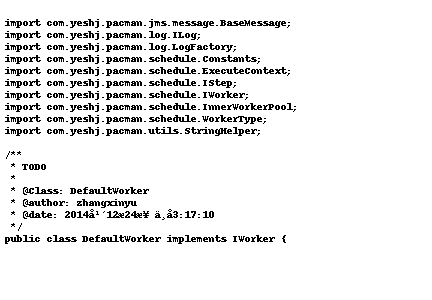 import com.yeshj.pacman.jms.message.BaseMessage;
import com.yeshj.pacman.log.ILog;
import com.yeshj.pacman.log.LogFactory;
import com.yeshj.pacman.schedule.Constants;
import com.yeshj.pacman.schedule.ExecuteContext;
import com.yeshj.pacman.schedule.IStep;
import com.yeshj.pacman.schedule.IWorker;
import com.yeshj.pacman.schedule.InnerWorkerPool;
import com.yeshj.pacman.schedule.WorkerType;
import com.yeshj.pacman.utils.StringHelper;
/**
* TODO
*
* @Class: DefaultWorker
* @author: zhangxinyu
* @date: 2014å¹´12æ24æ¥ ä¸å3:17:10
*/
public class DefaultWorker implements IWorker {